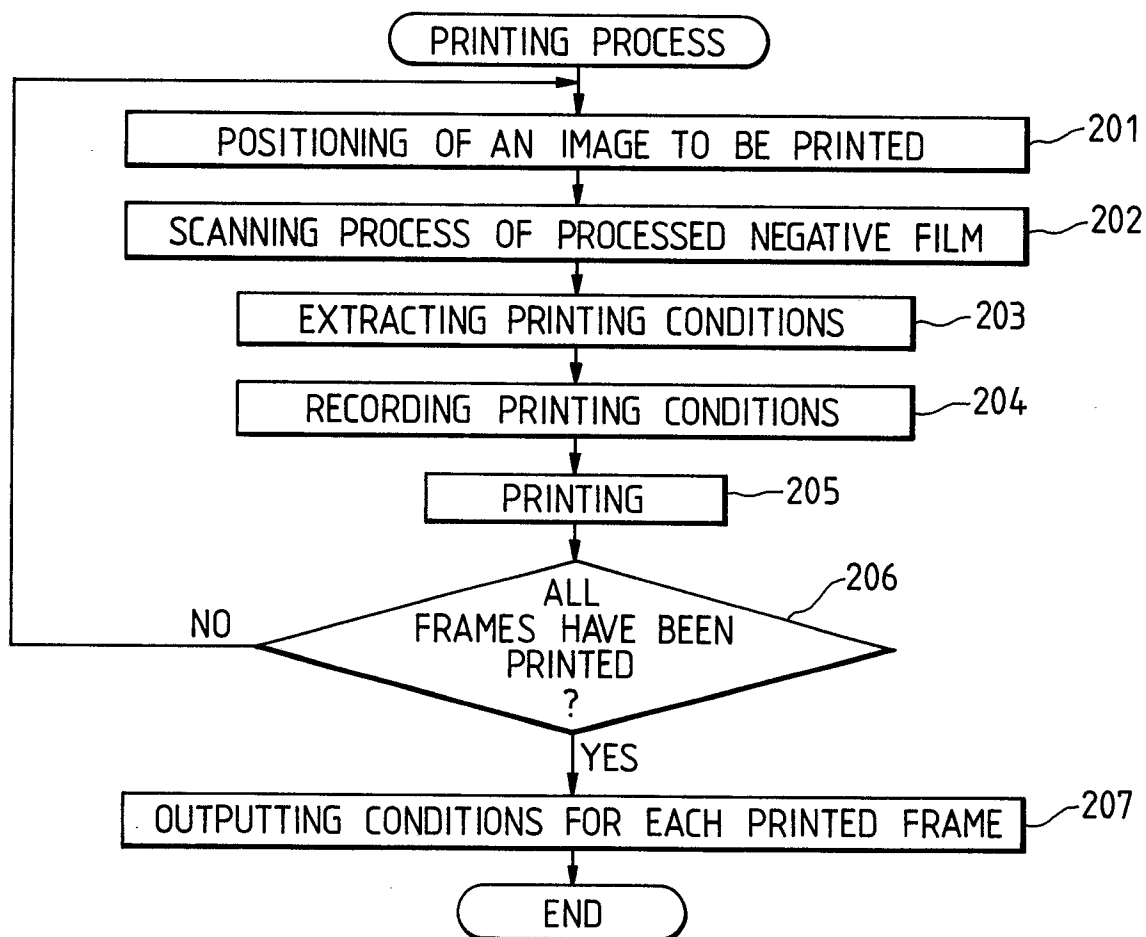 PRINTING PROCESS
POSITIONING OF AN IMAGE TO BE PRINTED
201
SCANNING PROCESS OF PROCESSED NEGATIVE FILM
202
EXTRACTING PRINTING CONDITIONS
203
RECORDING PRINTING CONDITIONS
204
PRINTING
205
206
ALL
FRAMES HAVE BEEN
PRINTED
?
NO
YES
OUTPUTTING CONDITIONS FOR EACH PRINTED FRAME
207
END